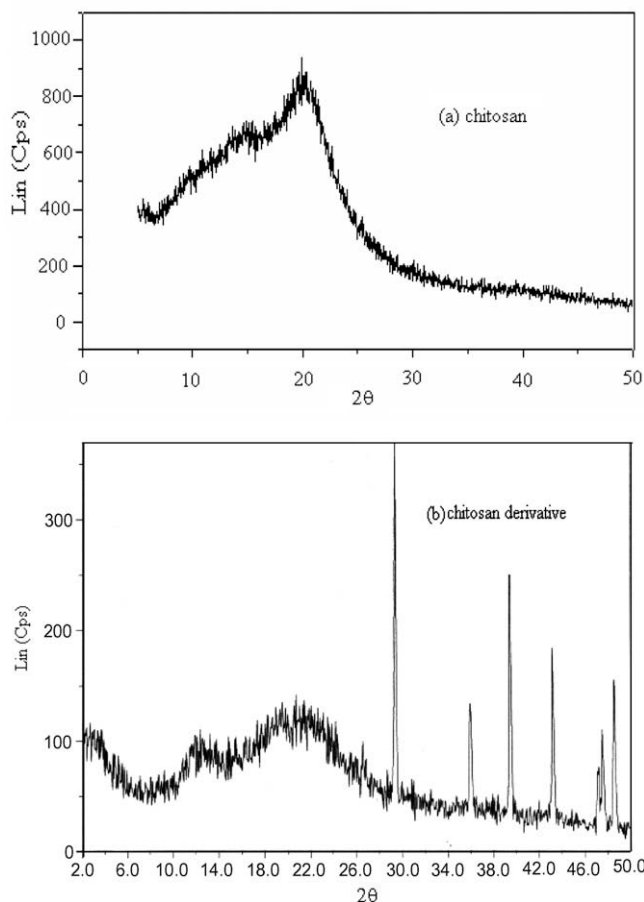 1000
800
600
400
200
0
Lin (Cps)
(a) chitosan
0 10 20 30 40 50
2θ
300
200
100
0
Lin (Cps)
(b)chitosan derivative
2.0 6.0 10.0 14.0 18.0 22.0 26.0 30.0 34.0 38.0 42.0 46.0 50.0
2θ